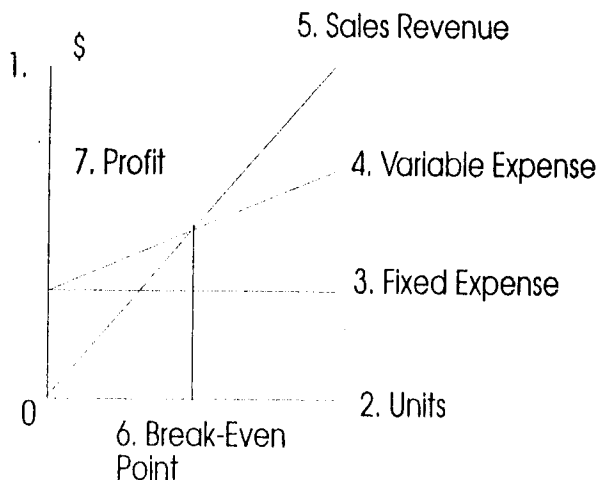 5. Sales Revenue
$
1.
7. Profit
4. Variable Expense
3. Fixed Expense
0
2. Units
6. Break-Even
Point